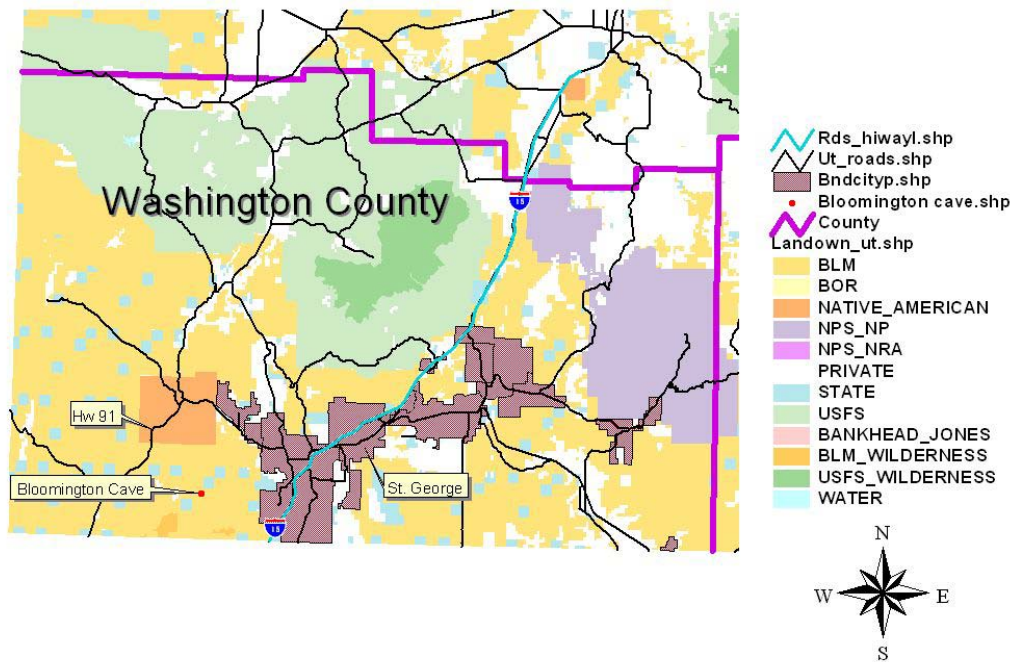 Washington County
15
Hw 91
Bloomington Cave
St. George
15
Rds_hiwayl.shp
Ut_roads.shp
Bndcityp.shp
Bloomington cave.shp
County
Landown_ut.shp
BLM
BOR
NATIVE_AMERICAN
NPS_NP
NPS_NRA
PRIVATE
STATE
USFS
BANKHEAD_JONES
BLM_WILDERNESS
USFS_WILDERNESS
WATER
N
W E
S